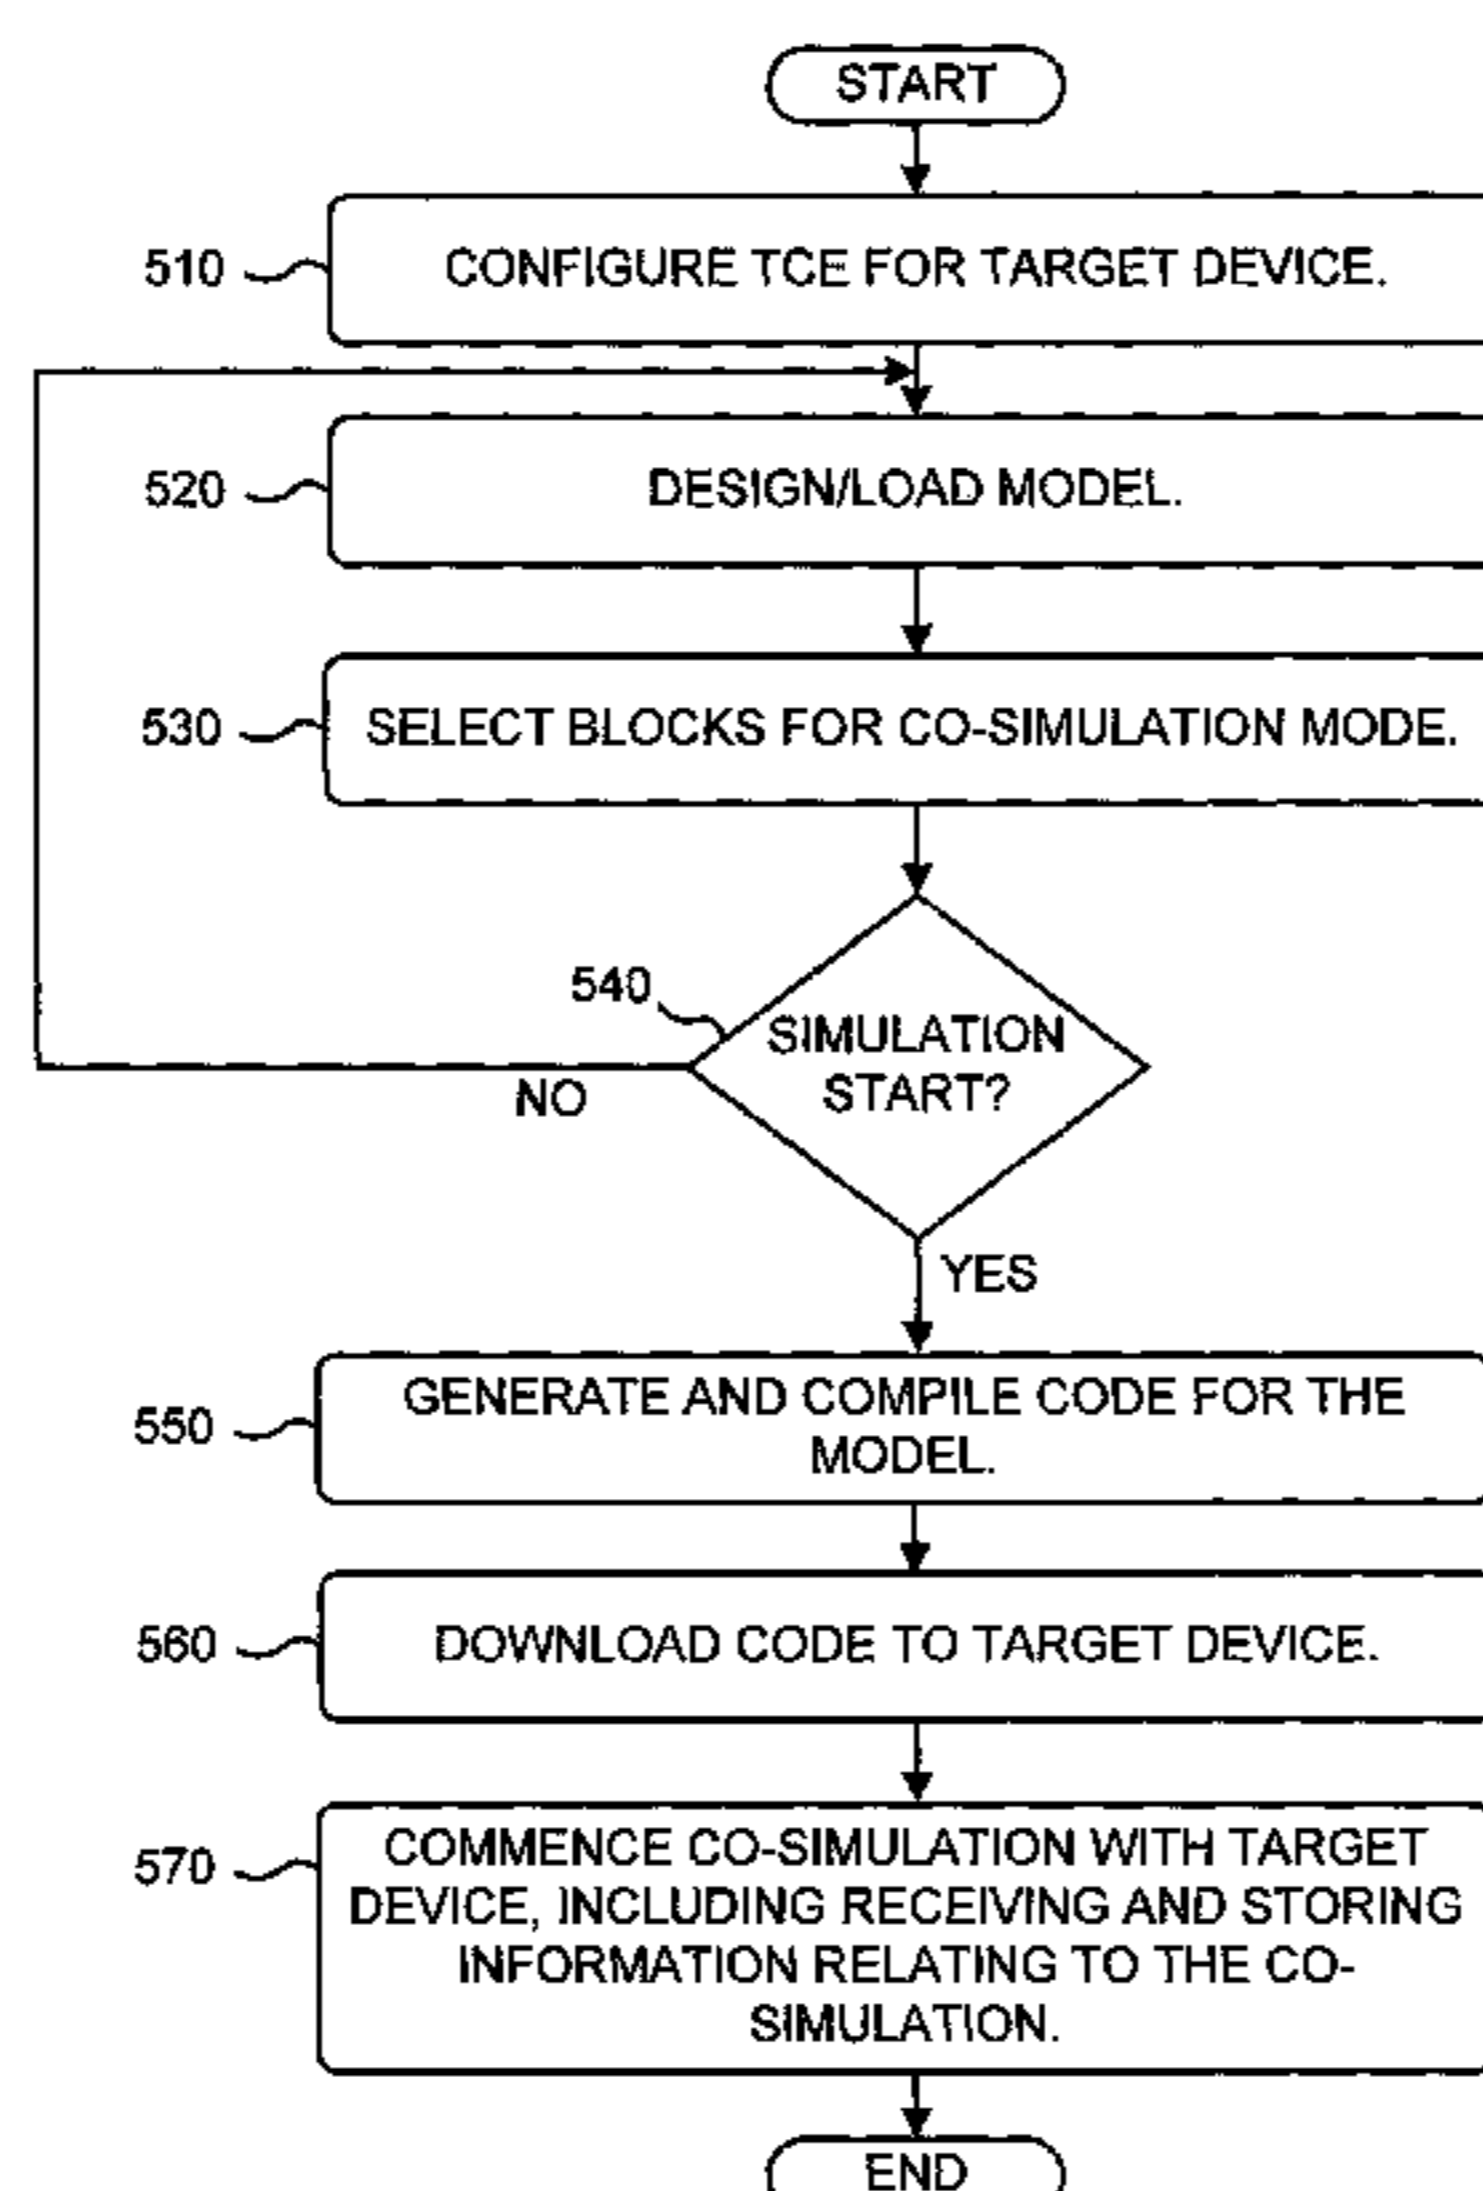 START
510
CONFIGURE TCE FOR TARGET DEVICE.
520
DESIGN/LOAD MODEL.
530
SELECT BLOCKS FOR CO-SIMULATION MODE.
540
SIMULATION
START?
NO
YES
550
GENERATE AND COMPILE CODE FOR THE
MODEL.
560
DOWNLOAD CODE TO TARGET DEVICE.
570
COMMENCE CO-SIMULATION WITH TARGET
DEVICE, INCLUDING RECEIVING AND STORING
INFORMATION RELATING TO THE CO-
SIMULATION.
END